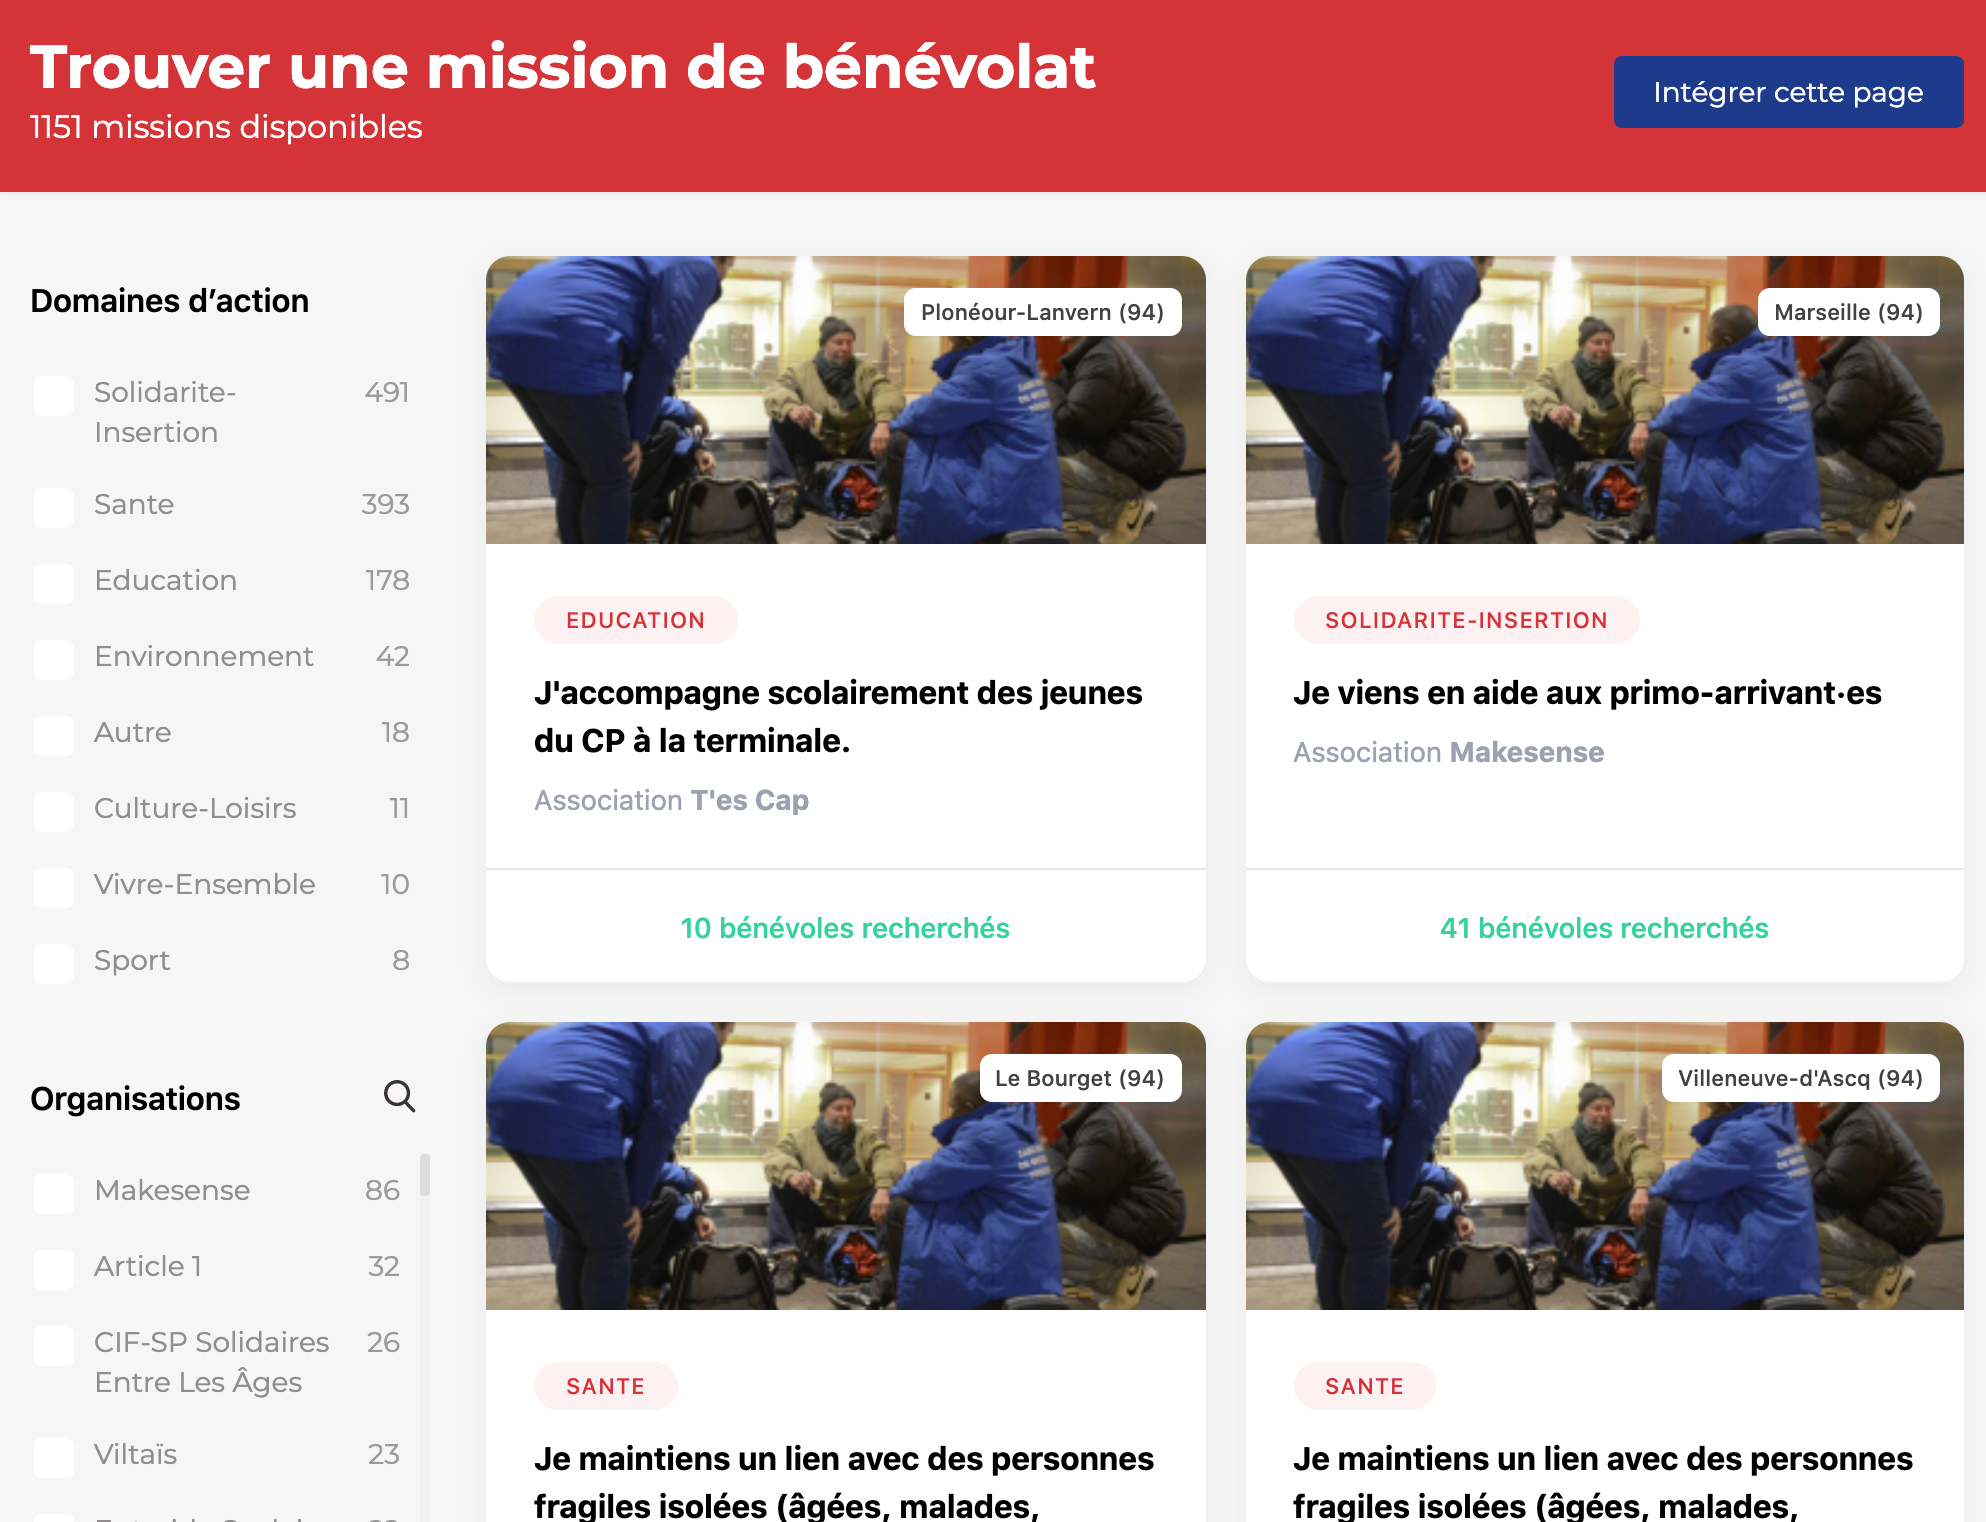 Trouver une mission de bénévolat
1151 missions disponibles
Intégrer cette page
Domaines d’action
Solidarite-
Insertion
491
Sante 393
Education 178
Environnement 42
Autre 18
Culture-Loisirs 11
Vivre-Ensemble 10
Sport 8
Organisations
Makesense 86
Article 1 32
CIF-SP Solidaires
Entre Les Âges
26
Viltaïs 23
Plonéour-Lanvern (94)
EDUCATION
J'accompagne scolairement des jeunes
du CP à la terminale.
Association T'es Cap
10 bénévoles recherchés
Marseille (94)
SOLIDARITE-INSERTION
Je viens en aide aux primo-arrivant·es
Association Makesense
41 bénévoles recherchés
Le Bourget (94)
SANTE
Je maintiens un lien avec des personnes
fragiles isolées (âgées, malades,
Villeneuve-d'Ascq (94)
SANTE
Je maintiens un lien avec des personnes
fragiles isolées (âgées, malades,